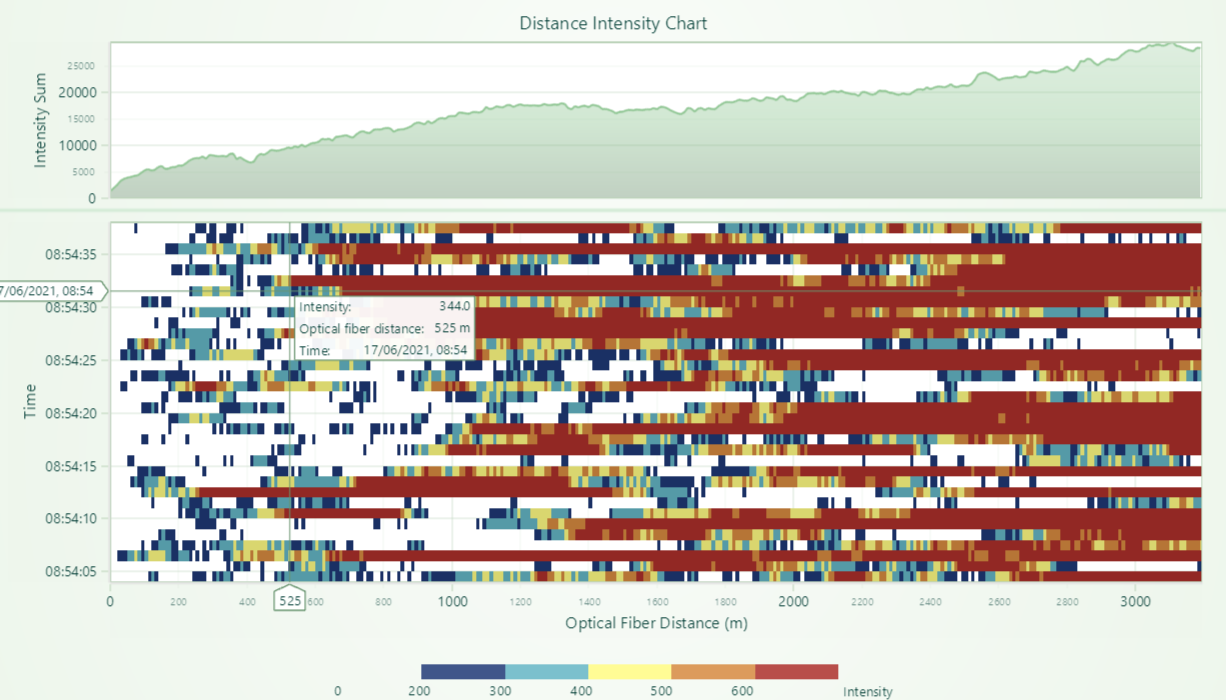 Distance Intensity Chart
Intensity Sum
25000
20000
15000
10000
5000
0
08:54:35
7/06/2021, 08:54
08:54:30
Intensity: 344.0
Optical fiber distance: 525 m
Time: 17/06/2021, 08:54
08:54:25
Time
08:54:20
08:54:15
08:54:10
08:54:05
0 200 400 525 600 800 1000 1200 1400 1600 1800 2000 2200 2400 2600 2800 3000
Optical Fiber Distance (m)
0 200 300 400 500 600 Intensity